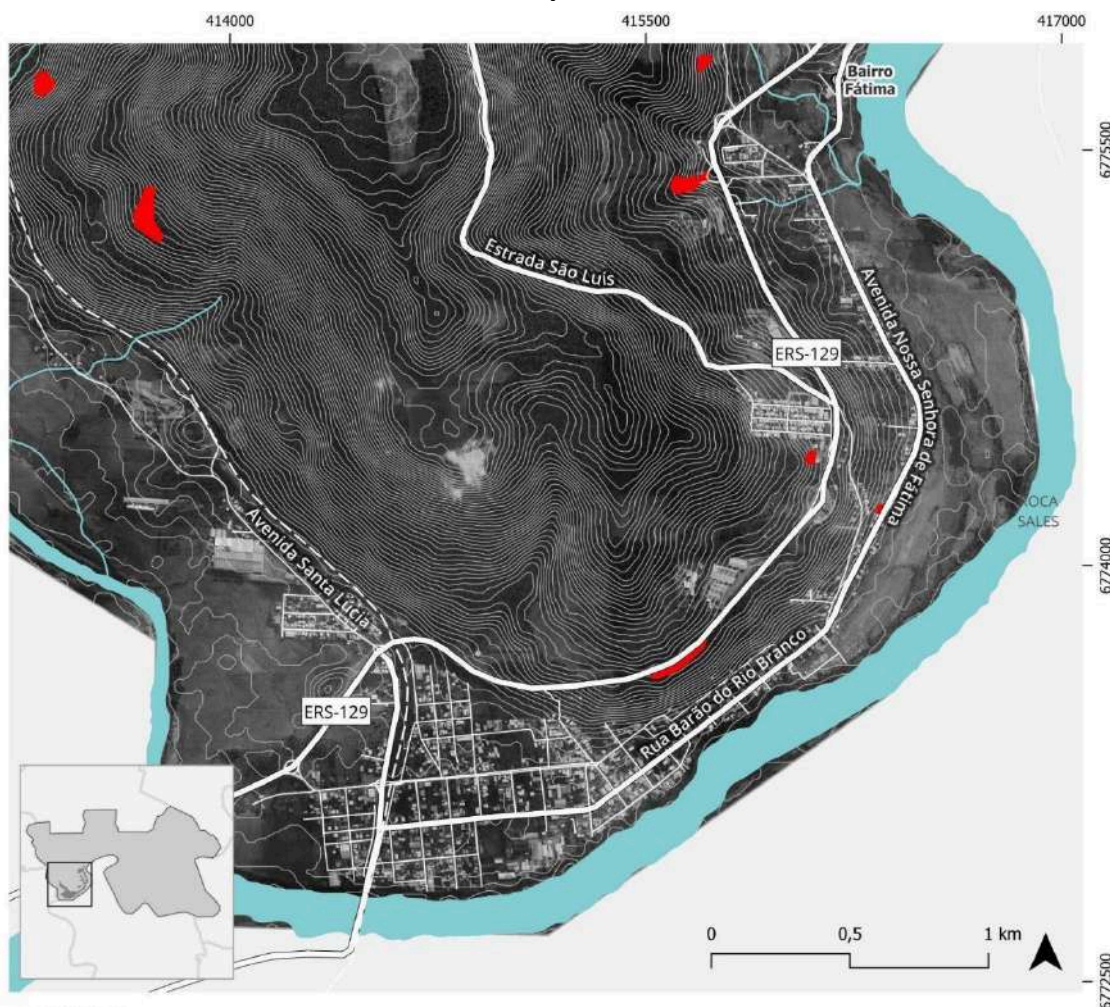 414000
415500
417000
Bairro
Fátima
6775500
Estrada São Luís
Avenida Nossa Senhora de Fátima
ERS-129
SALES
6774000
Avenida Santa Lúcia
Rua Barão do Rio Branco
ERS-129
0
0,5
1 km
6772500